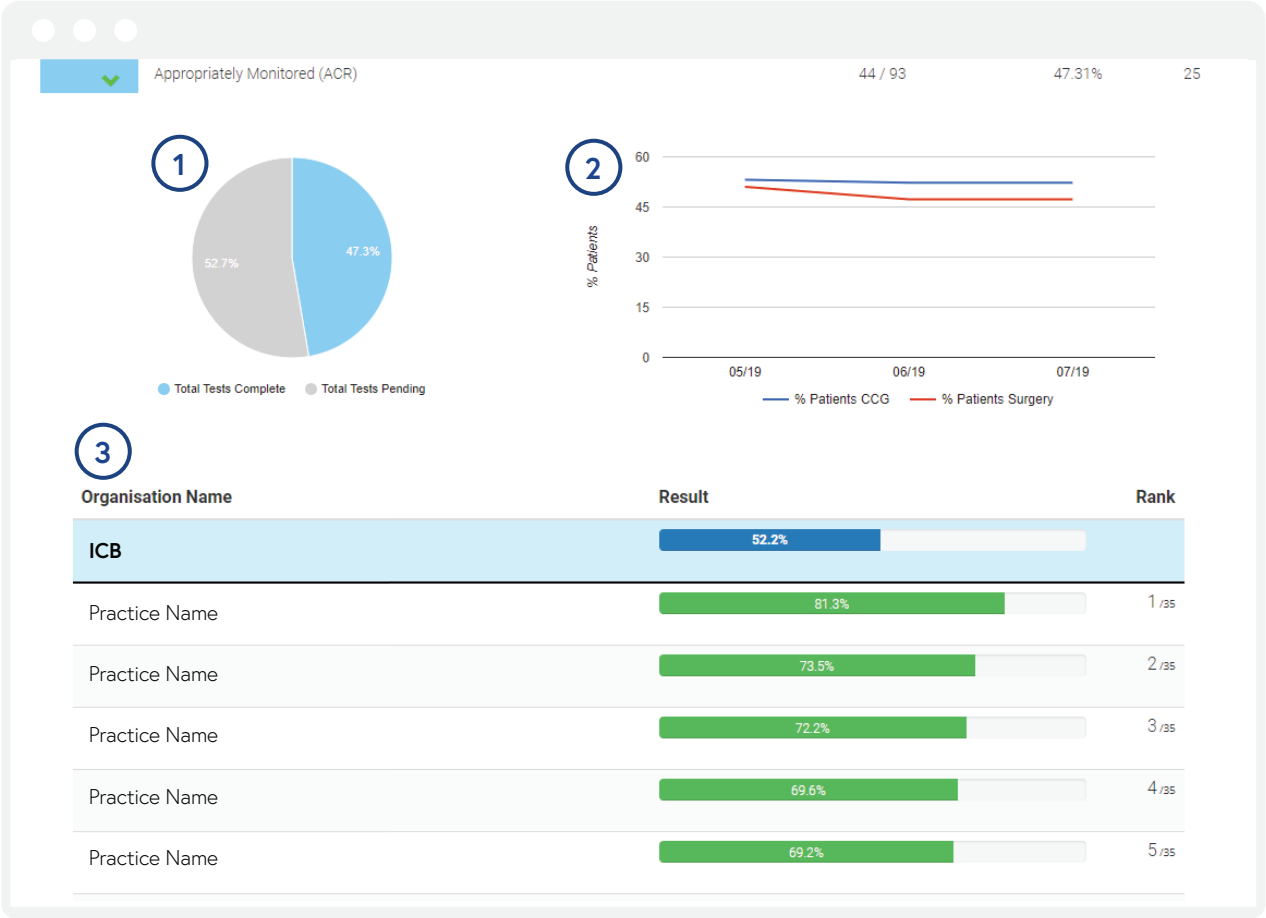 Appropriately Monitored (ACR) 44 / 93 47.31% 25
1
47.3%
52.7%
Total Tests Complete Total Tests Pending
2
% Patients
60
45
30
15
0
05/19 06/19 07/19
% Patients CCG % Patients Surgery
3
Organisation Name Result Rank
ICB 52.2%
Practice Name 81.3% 1 /35
Practice Name 73.5% 2 /35
Practice Name 72.2% 3 /35
Practice Name 69.6% 4 /35
Practice Name 69.2% 5 /35